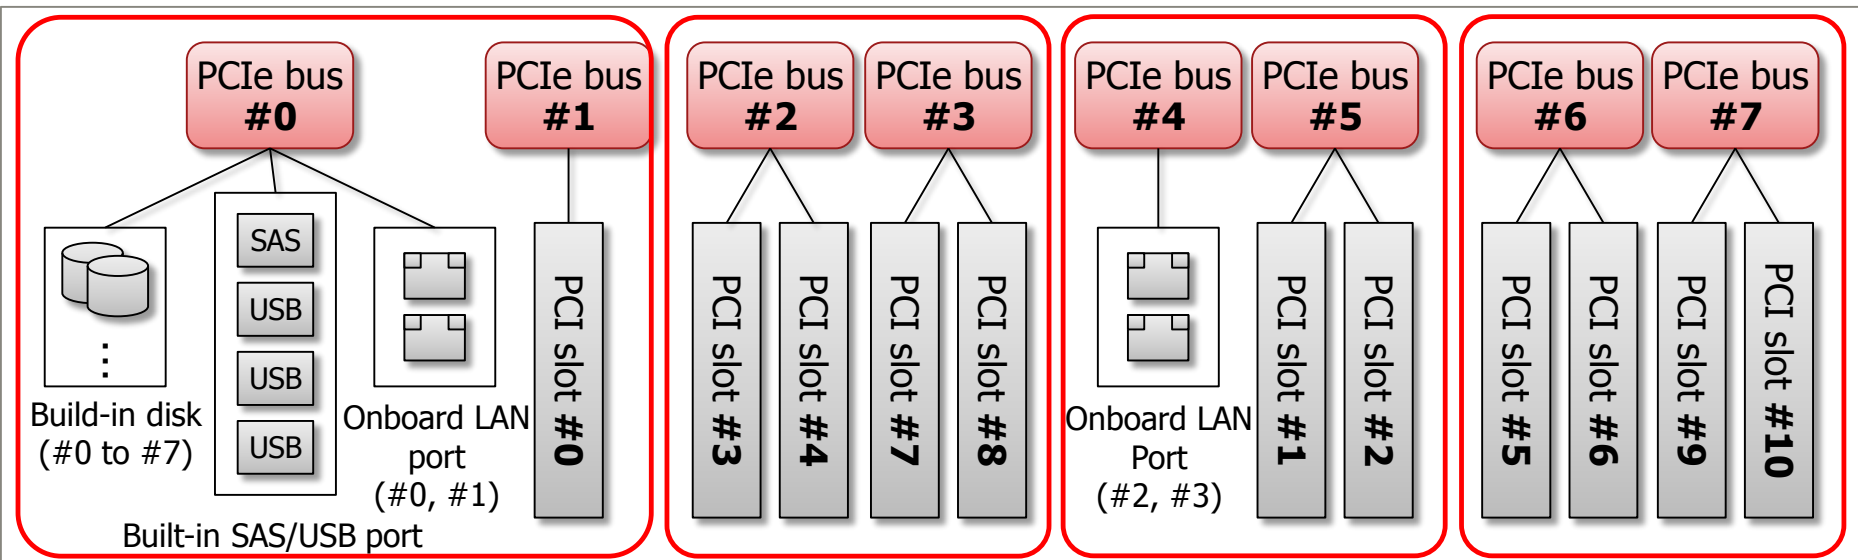 PCIe bus
#0
PCIe bus
#1
PCIe bus
#2
PCIe bus
#3
PCIe bus
#4
PCIe bus
#5
PCIe bus
#6
PCIe bus
#7
...
Build-in disk
(#0 to #7)
SAS
USB
USB
USB
Built-in SAS/USB port
Onboard LAN
port
(#0, #1)
PCI slot #0
PCI slot #3
PCI slot #4
PCI slot #7
PCI slot #8
Onboard LAN
Port
(#2, #3)
PCI slot #1
PCI slot #2
PCI slot #5
PCI slot #6
PCI slot #9
PCI slot #10